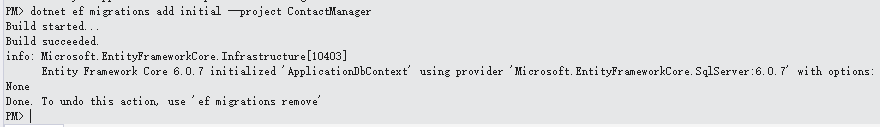 PM> dotnet ef migrations add initial --project ContactManager
Build started...
Build succeeded.
info: Microsoft.EntityFrameworkCore.Infrastructure[10403]
Entity Framework Core 6.0.7 initialized 'ApplicationDbContext' using provider 'Microsoft.EntityFrameworkCore.SqlServer:6.0.7' with options:
None
Done. To undo this action, use 'ef migrations remove'
PM>